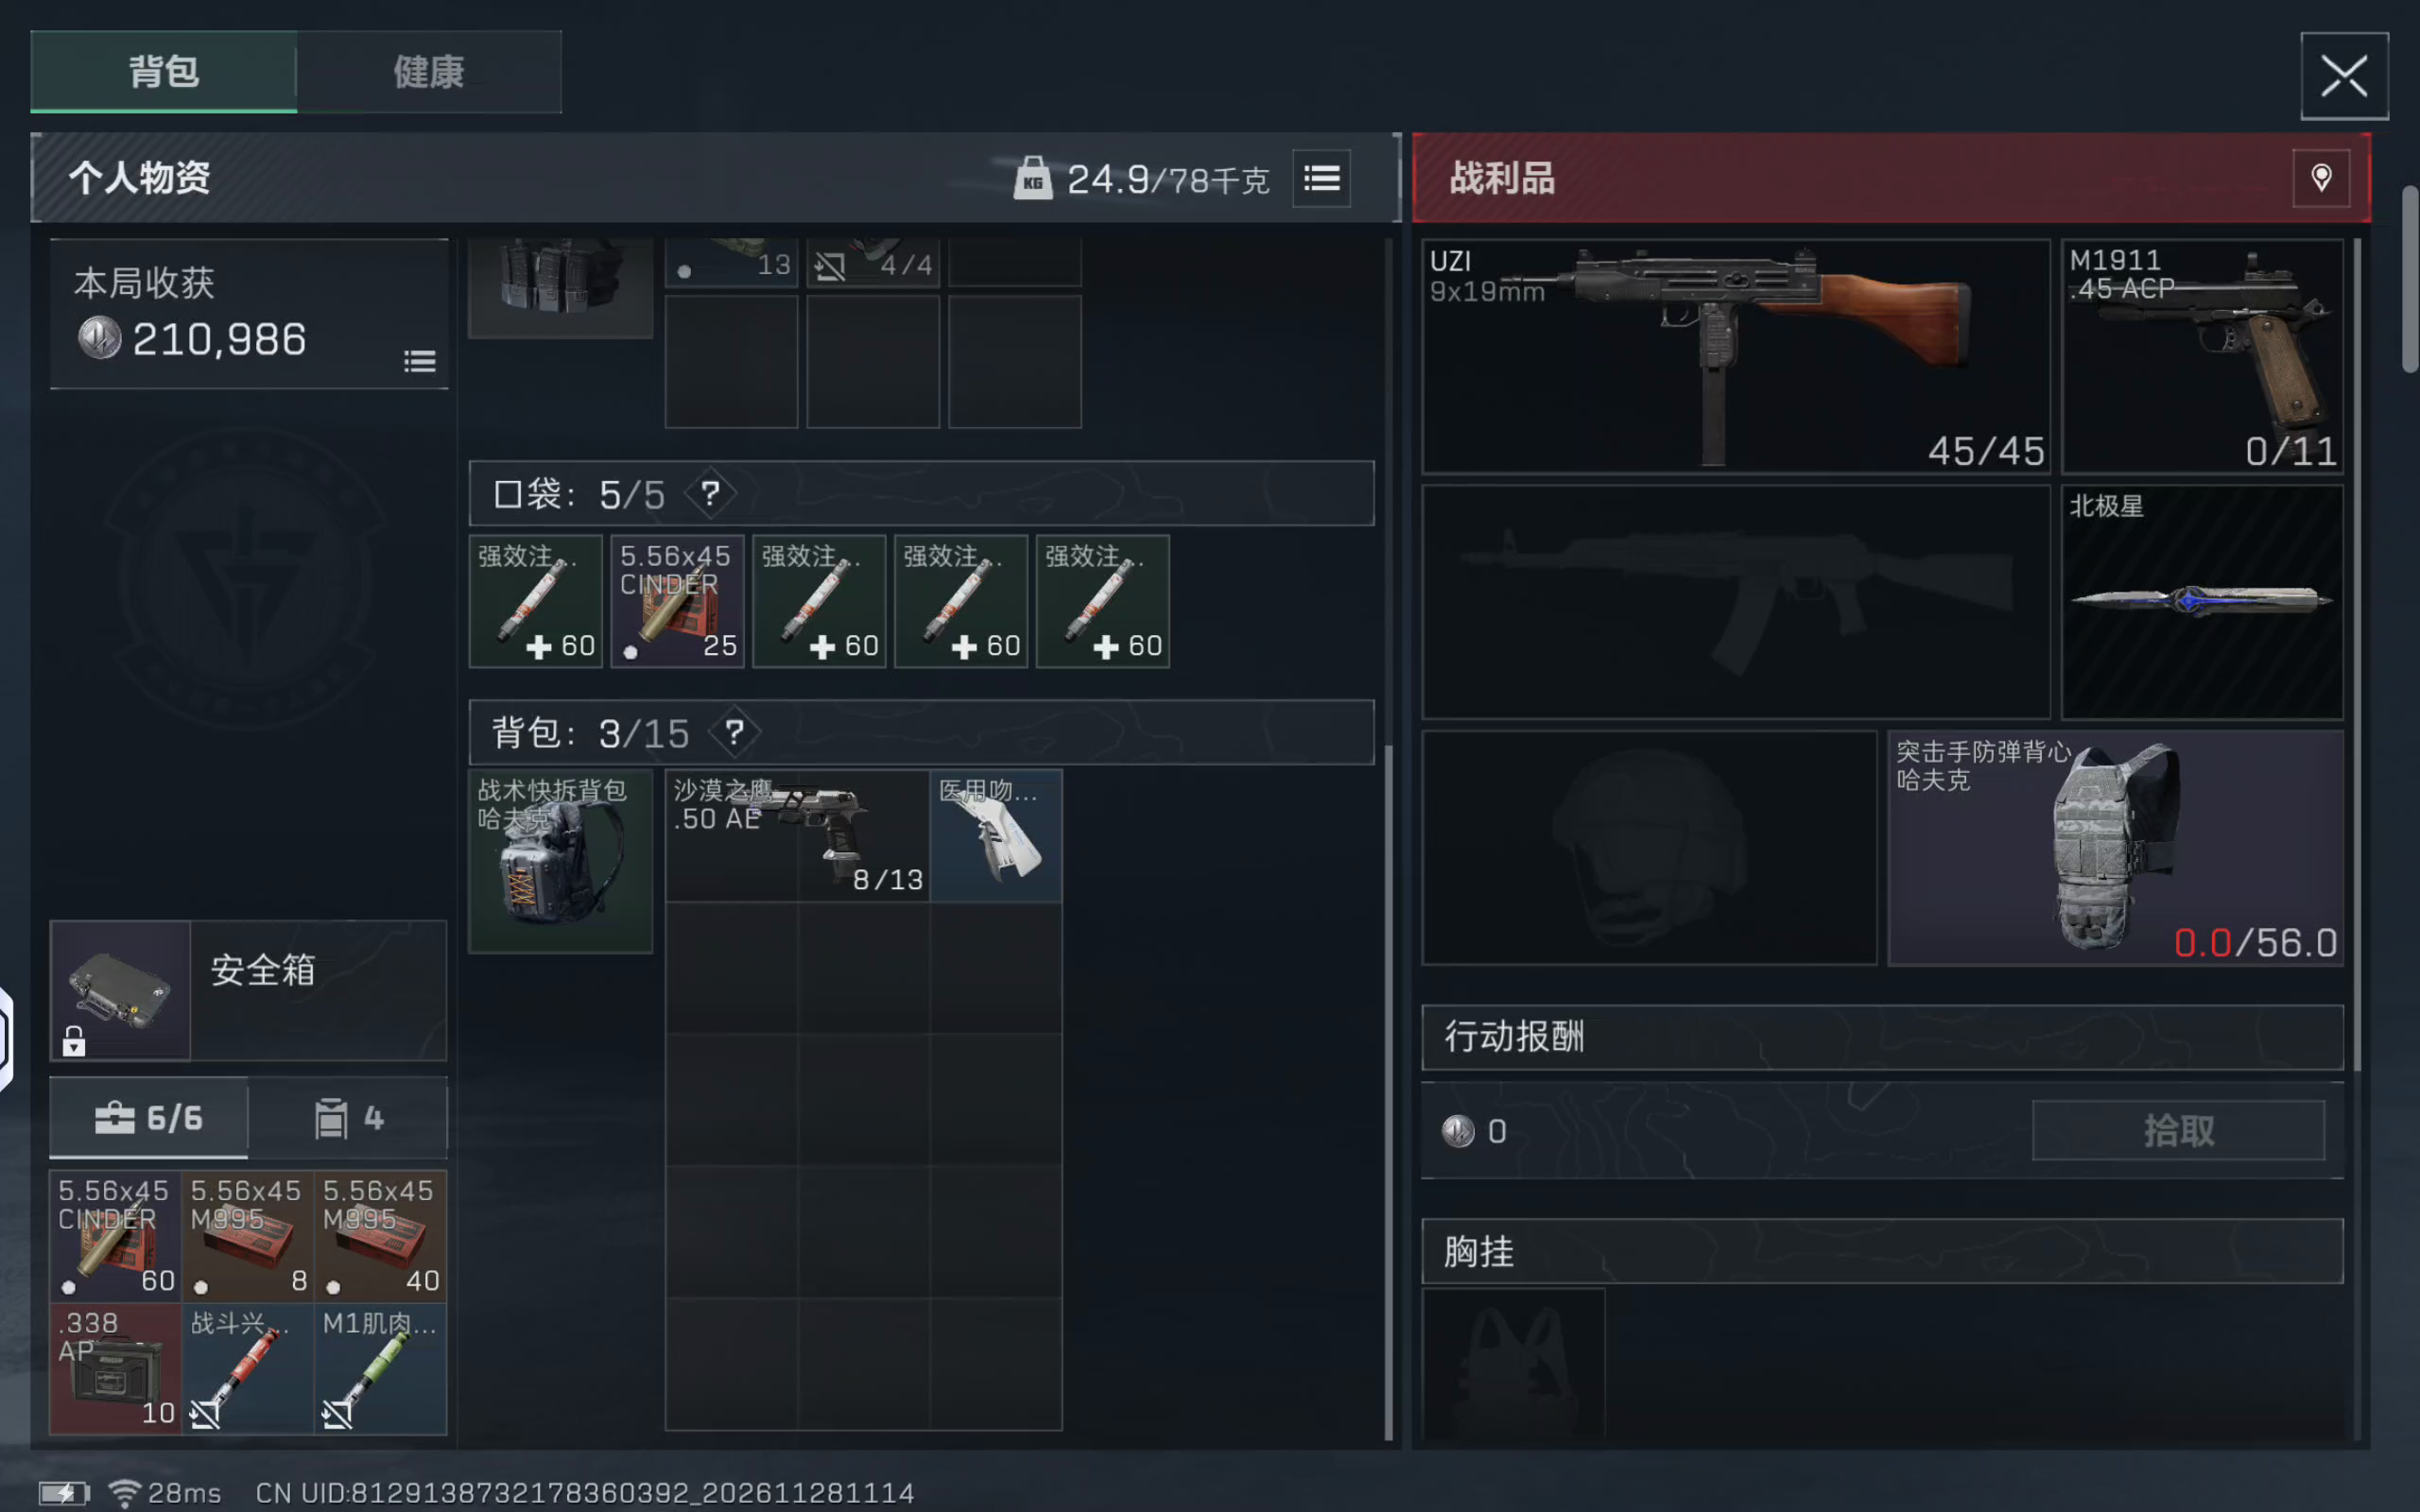 背包
健康
个人物资
KG 24.9/78千克
战利品
本局收获
210,986
13
4/4
口袋： 5/5 ?
强效注...
+60
5.56x45
CINDER
25
强效注...
+60
强效注...
+60
强效注...
+60
背包： 3/15 ?
战术快拆背包
哈夫克
沙漠之鹰
.50 AE
8/13
医用吻...
安全箱
6/6
4
5.56x45
CINDER
60
5.56x45
M995
8
5.56x45
M995
40
.338
AP
10
战斗兴...
M1肌肉...
UZI
9x19mm
45/45
M1911
.45 ACP
0/11
北极星
突击手防弹背心
哈夫克
0.0/56.0
行动报酬
0
拾取
胸挂
28ms CN UID:81291387321783603​92_202611281114